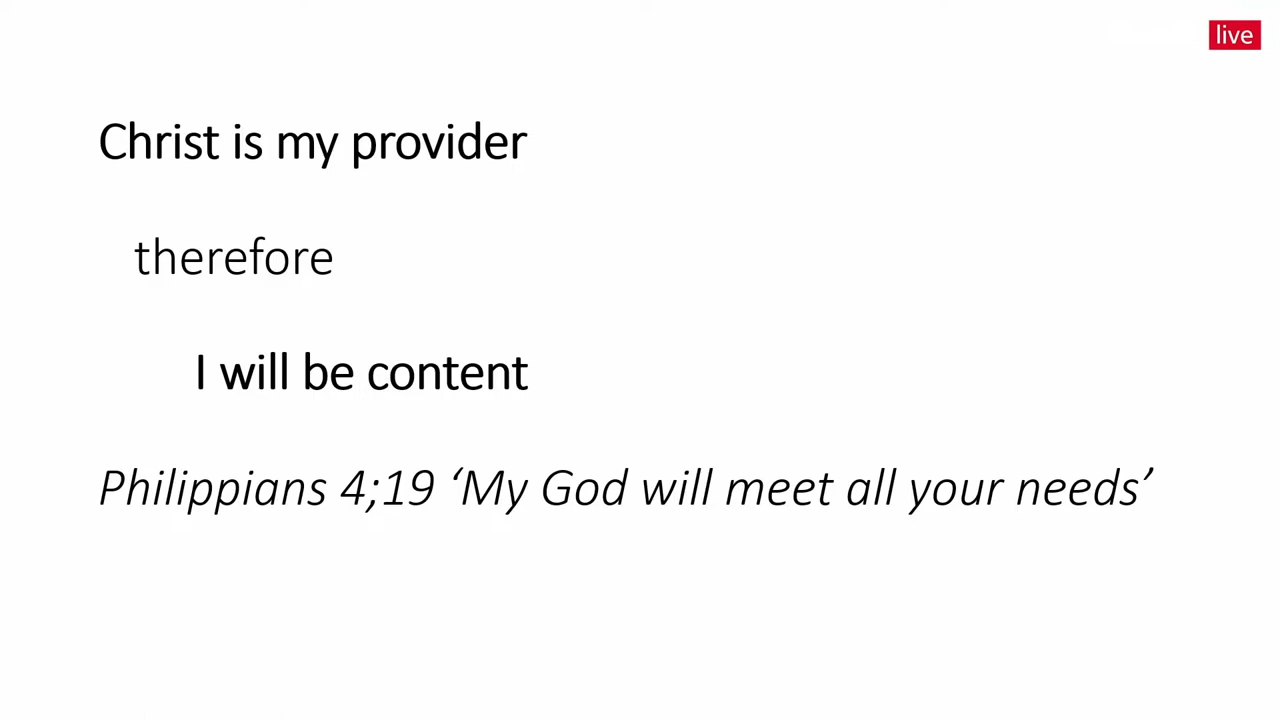 live
Christ is my provider
therefore
I will be content
Philippians 4;19 ‘My God will meet all your needs’